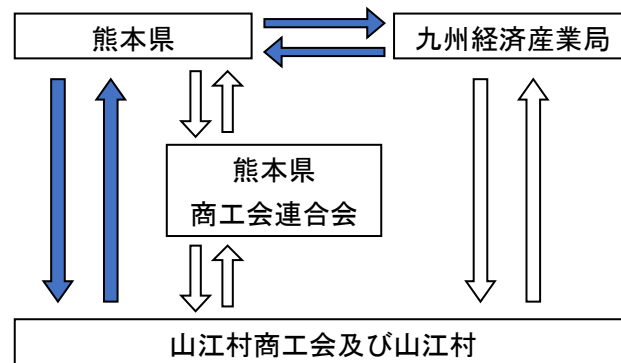 熊本県
九州経済産業局
熊本県
商工会連合会
山江村商工会及び山江村